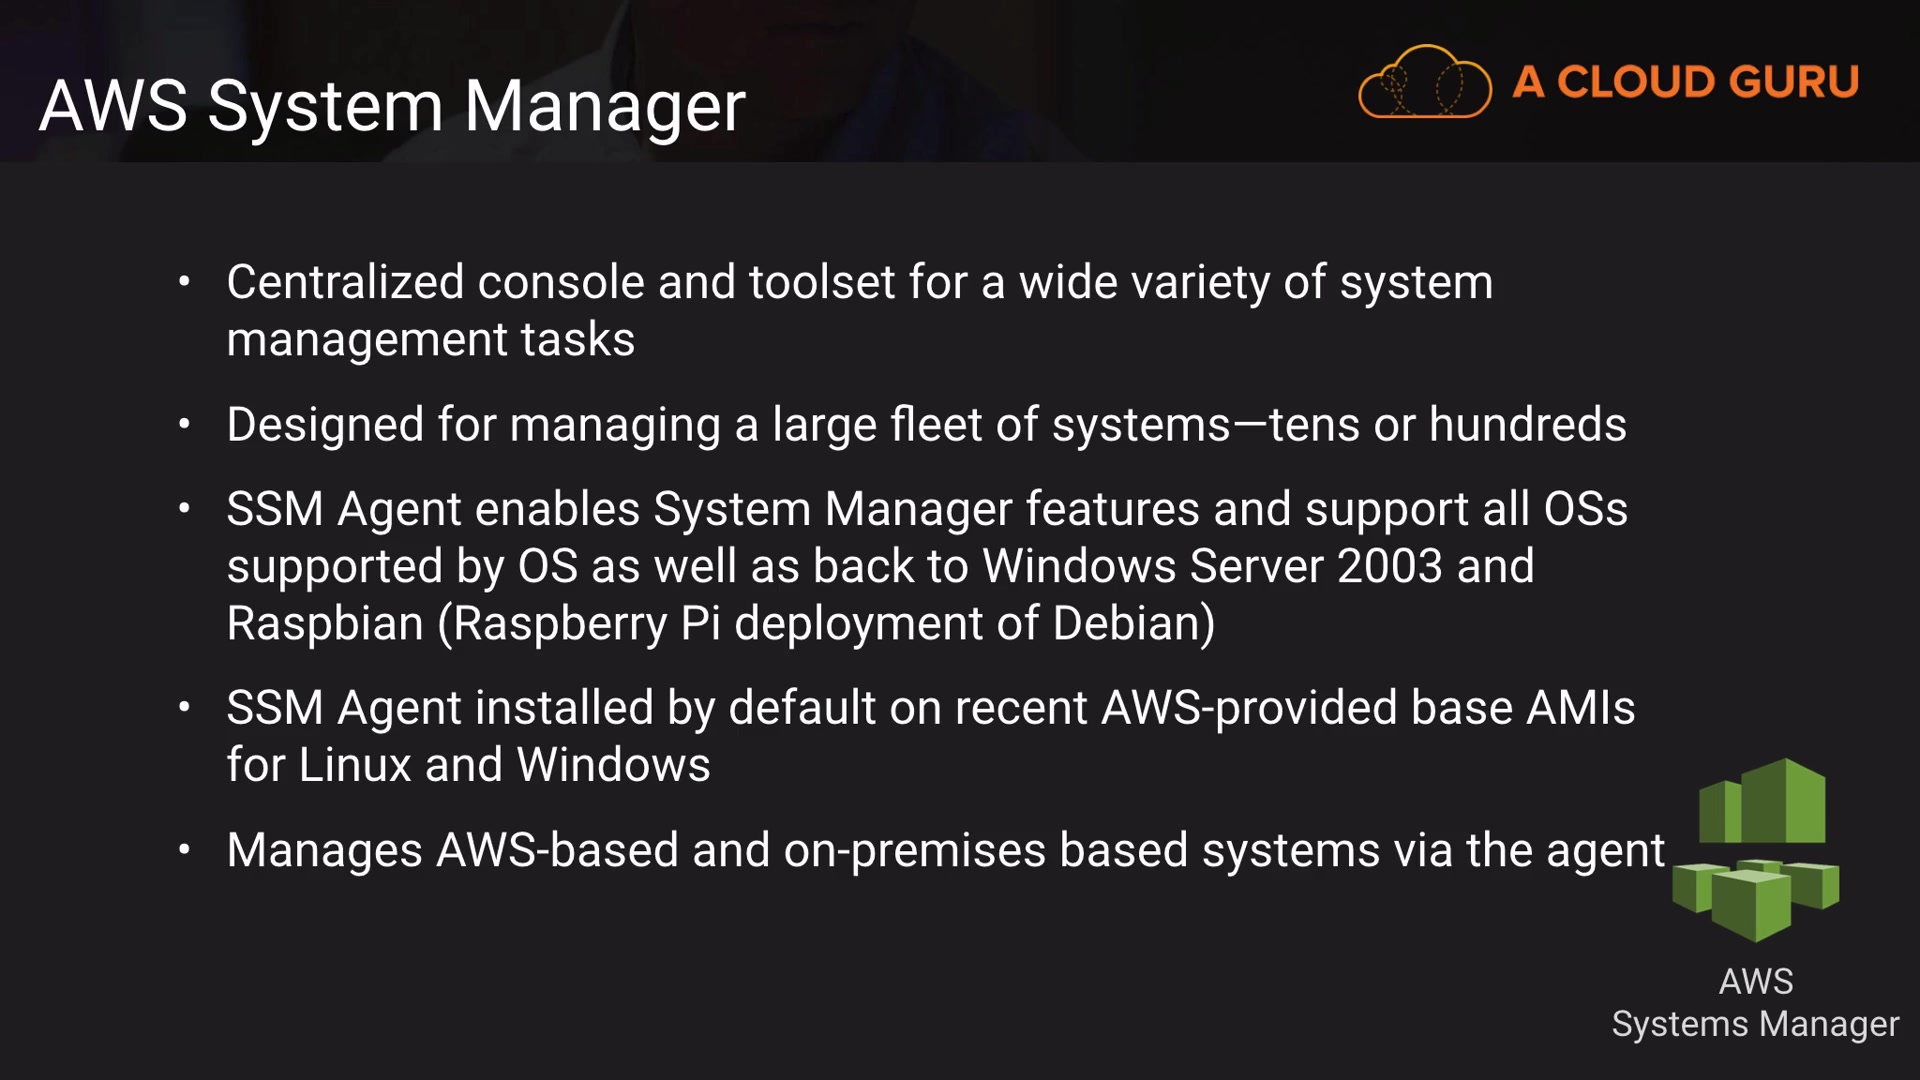 AWS System Manager
A CLOUD GURU
• Centralized console and toolset for a wide variety of system
management tasks
• Designed for managing a large fleet of systems—tens or hundreds
• SSM Agent enables System Manager features and support all OSs
supported by OS as well as back to Windows Server 2003 and
Raspbian (Raspberry Pi deployment of Debian)
• SSM Agent installed by default on recent AWS-provided base AMIs
for Linux and Windows
• Manages AWS-based and on-premises based systems via the agent
AWS
Systems Manager